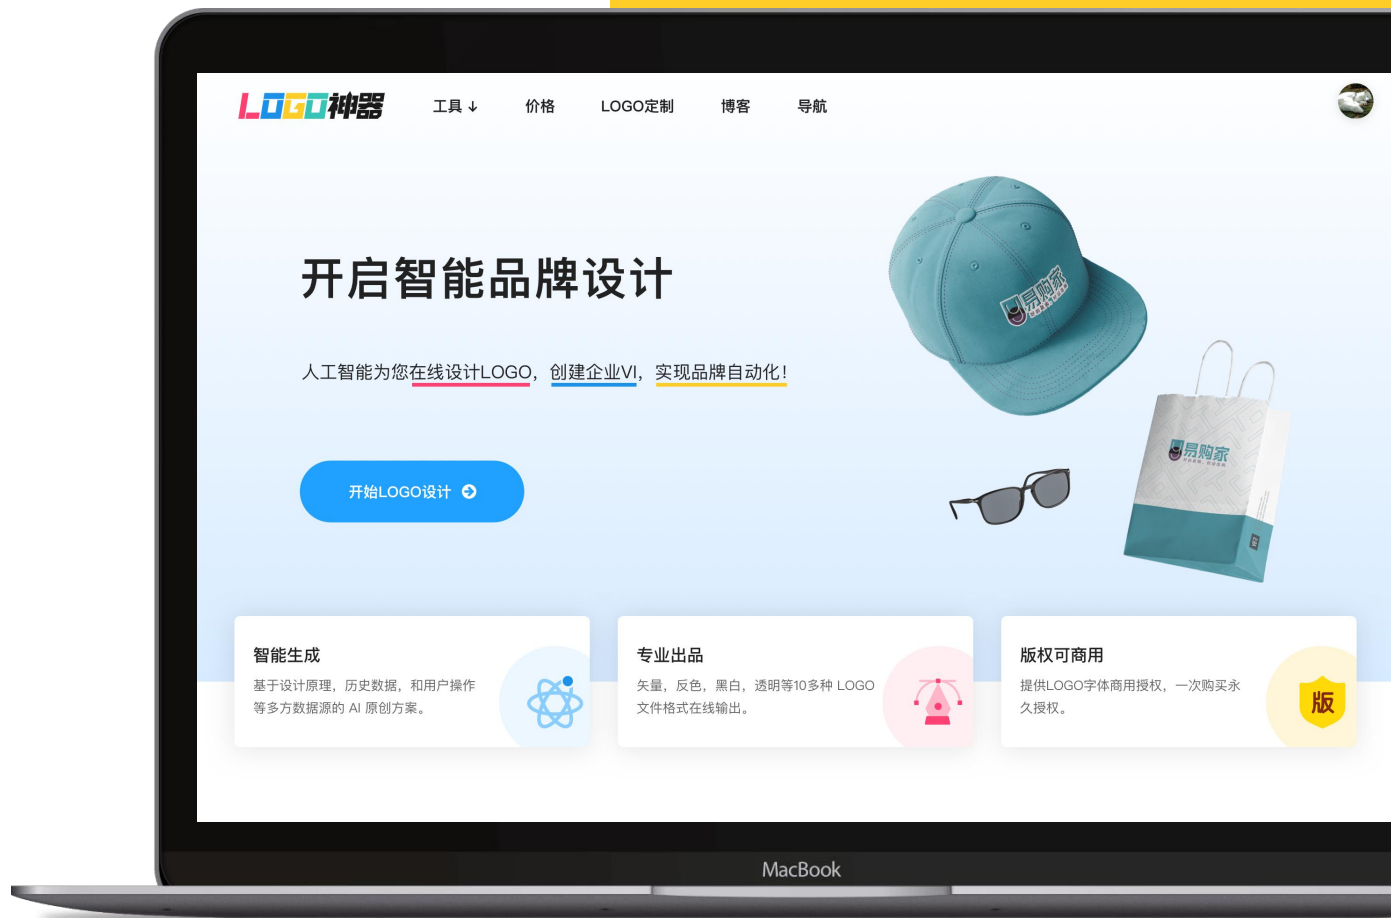 LOGO神器
工具↓ 价格 LOGO定制 博客 导航
开启智能品牌设计
人工智能为您在线设计LOGO，创建企业VI，实现品牌自动化！
开始LOGO设计
易购家
易购家
智能生成
基于设计原理，历史数据，和用户操作
等多方数据源的 AI 原创方案。
专业出品
矢量，反色，黑白，透明等10多种 LOGO
文件格式在线输出。
版权可商用
提供LOGO字体商用授权，一次购买永
久授权。
版
MacBook